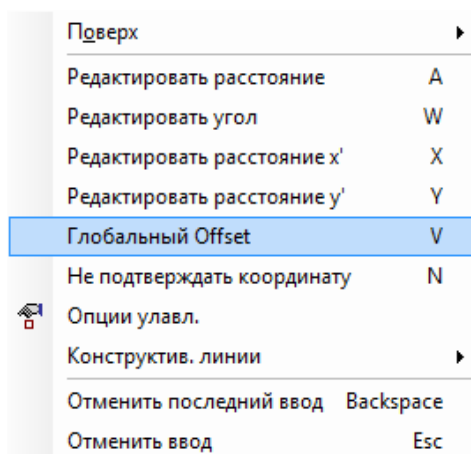 Поверх
Редактировать расстояние A
Редактировать угол W
Редактировать расстояние x' X
Редактировать расстояние y' Y
Глобальный Offset V
Не подтверждать координату N
Опции улавл.
Конструктив. линии
Отменить последний ввод Backspace
Отменить ввод Esc